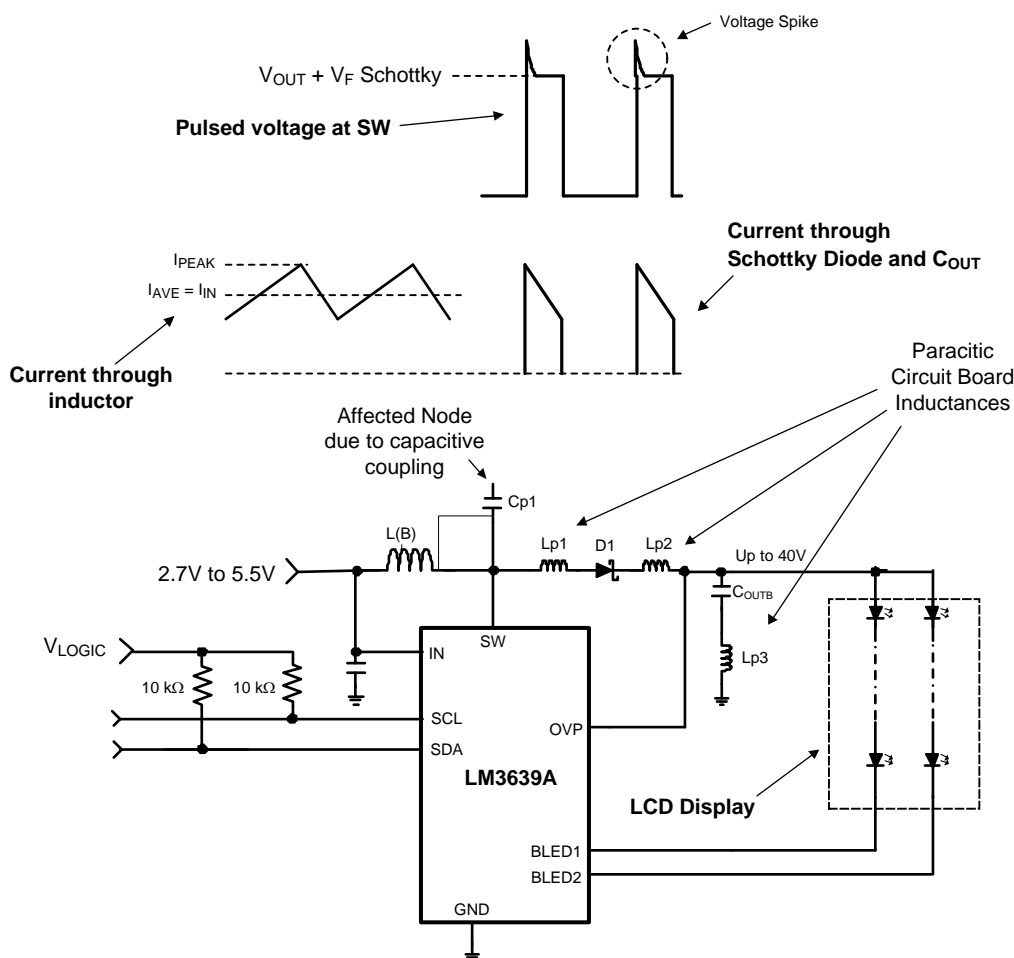 Voltage Spike
VOUT + VF Schottky
Pulsed voltage at SW
Current through
Schottky Diode and COUT
IPEAK
IAVE = IIN
Current through
inductor
Paracitic
Circuit Board
Inductances
Affected Node
due to capacitive
coupling
Cp1
L(B)
Lp1
D1
Lp2
Up to 40V
2.7V to 5.5V
COUTB
SW
VLOGIC
IN
Lp3
10 kΩ
10 kΩ
SCL
OVP
SDA
LM3639A
LCD Display
BLED1
BLED2
GND